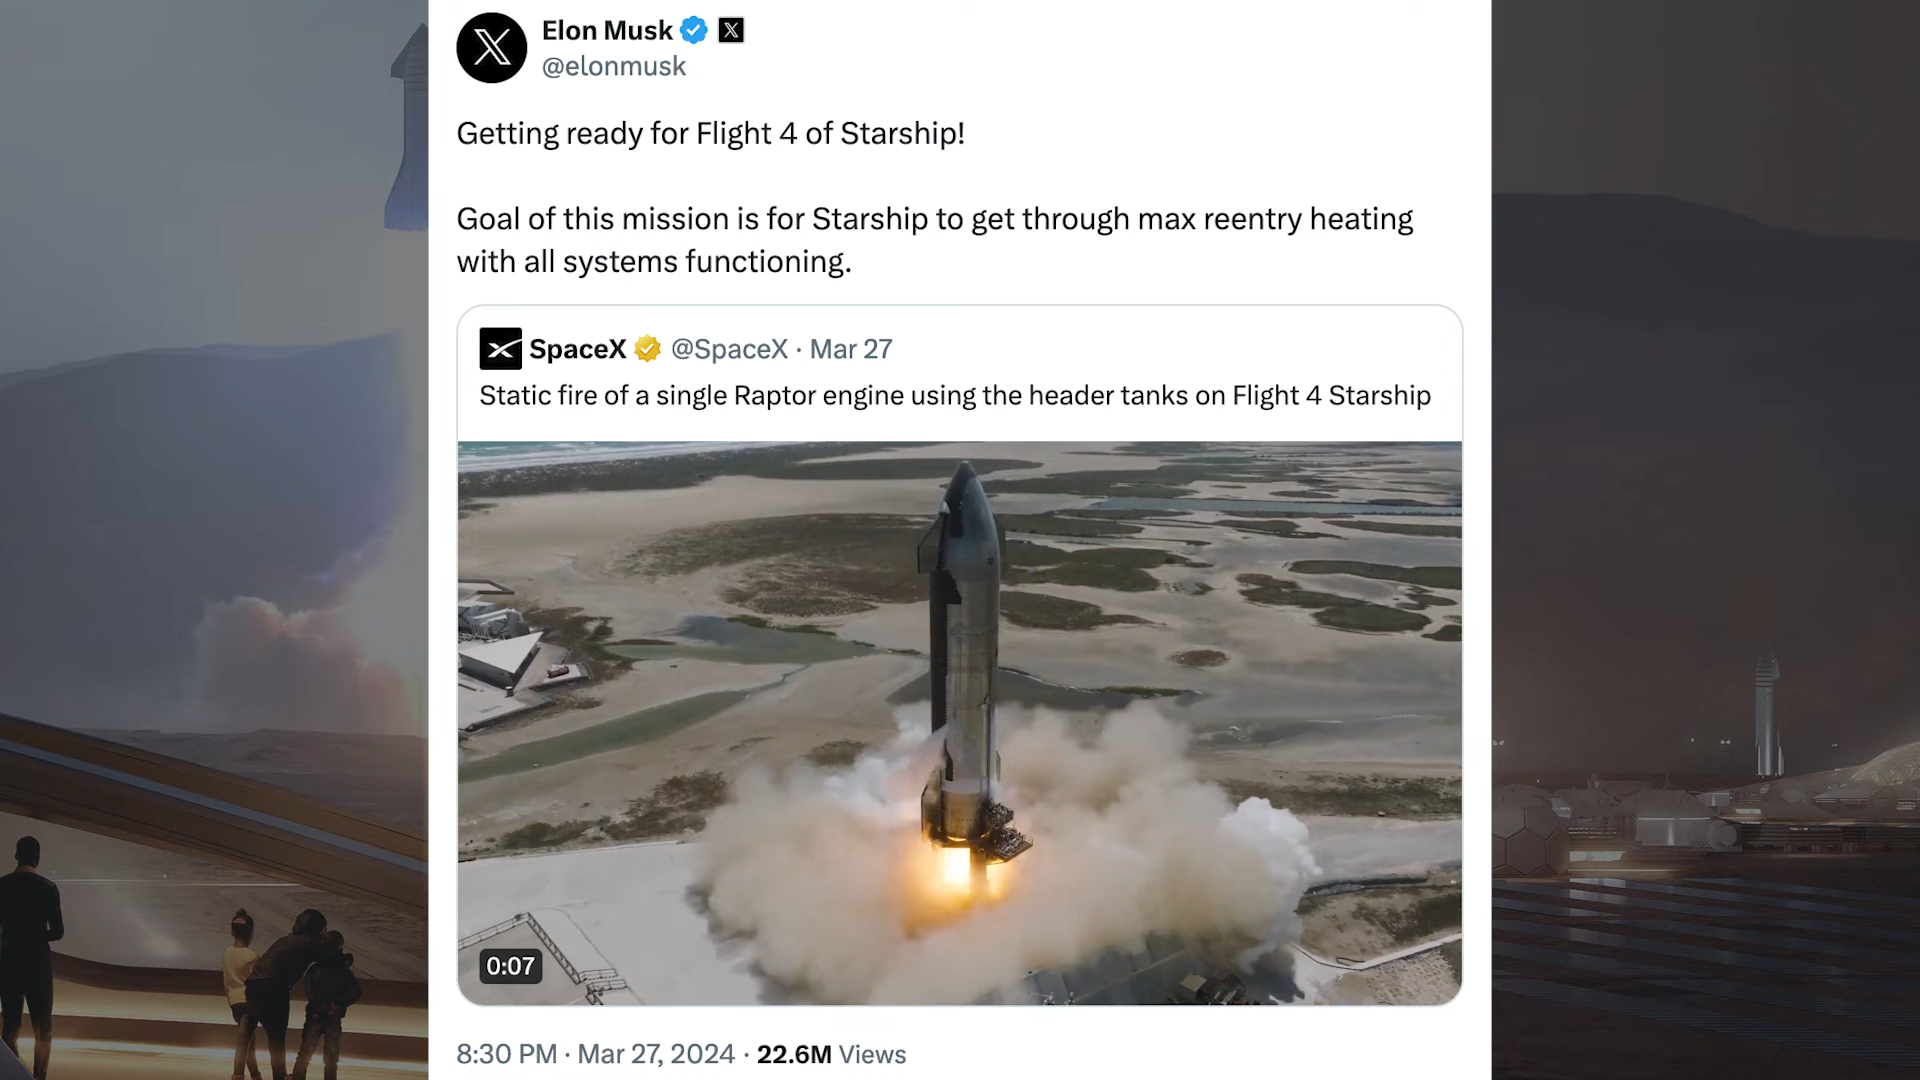 Elon Musk
@elonmusk
Getting ready for Flight 4 of Starship!
Goal of this mission is for Starship to get through max reentry heating
with all systems functioning.
SpaceX @SpaceX · Mar 27
Static fire of a single Raptor engine using the header tanks on Flight 4 Starship
0:07
8:30 PM · Mar 27, 2024 · 22.6M Views